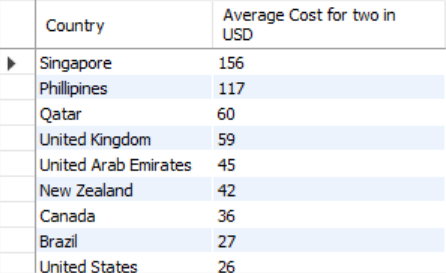 Country Average Cost for two in
USD
Singapore 156
Phillipines 117
Qatar 60
United Kingdom 59
United Arab Emirates 45
New Zealand 42
Canada 36
Brazil 27
United States 26